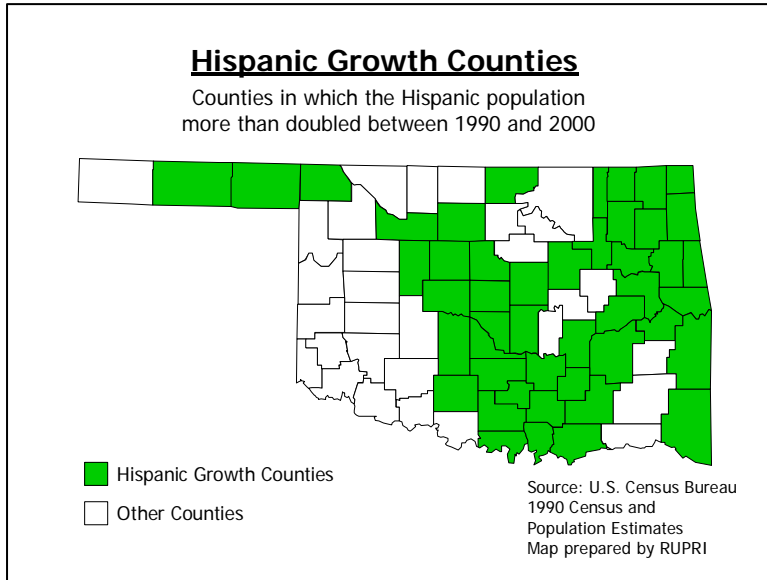 Hispanic Growth Counties
Counties in which the Hispanic population
more than doubled between 1990 and 2000
Hispanic Growth Counties
Other Counties
Source: U.S. Census Bureau
1990 Census and
Population Estimates
Map prepared by RUPRI